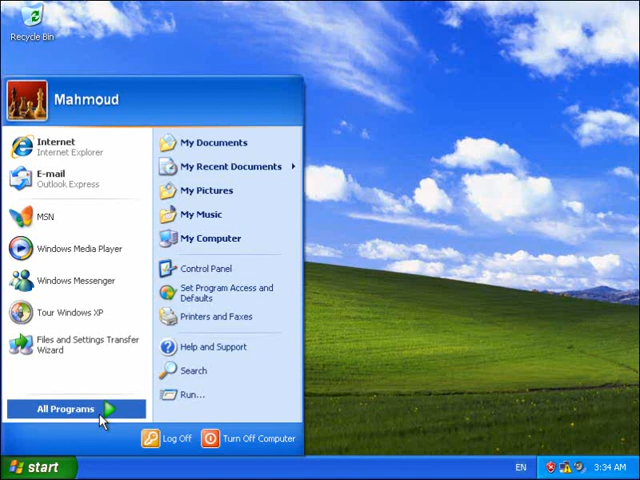 Recycle Bin
Mahmoud
Internet
Internet Explorer
E-mail
Outlook Express
MSN
Windows Media Player
Windows Messenger
Tour Windows XP
Files and Settings Transfer
Wizard
All Programs
My Documents
My Recent Documents
My Pictures
My Music
My Computer
Control Panel
Set Program Access and
Defaults
Printers and Faxes
Help and Support
Search
Run...
Log Off
Turn Off Computer
start
EN
3:34 AM